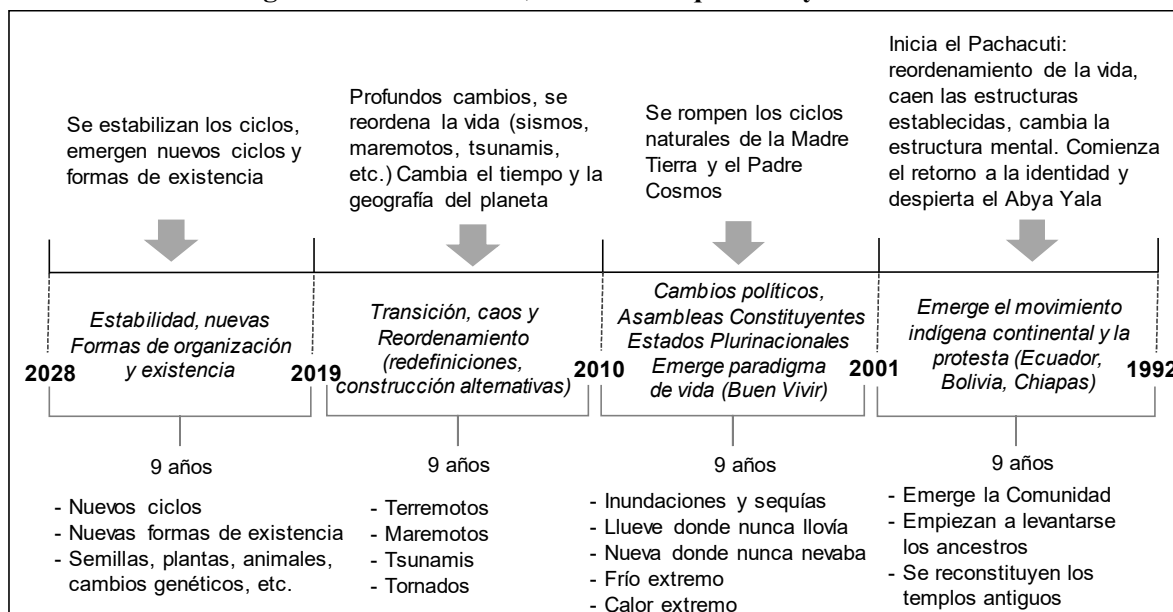 Se estabilizan los ciclos,
emergen nuevos ciclos y
formas de existencia
Profundos cambios, se
reordena la vida (sismos,
maremotos, tsunamis,
etc.) Cambia el tiempo y la
geografía del planeta
Se rompen los ciclos
naturales de la Madre
Tierra y el Padre
Cosmos
Inicia el Pachacuti:
reordenamiento de la vida,
caen las estructuras
establecidas, cambia la
estructura mental. Comienza
el retorno a la identidad y
despierta el Abya Yala
Estabilidad, nuevas
Formas de organización
y existencia
Transición, caos y
Reordenamiento
(redefiniciones,
construcción alternativas)
Cambios políticos,
Asambleas Constituyentes
Estados Plurinacionales
Emerge paradigma
de vida (Buen Vivir)
Emerge el movimiento
indígena continental y la
protesta (Ecuador,
Bolivia, Chiapas)
2028
2019
2010
2001
1992
9 años
- Nuevos ciclos
- Nuevas formas de existencia
- Semillas, plantas, animales,
cambios genéticos, etc.
9 años
- Terremotos
- Maremotos
- Tsunamis
- Tornados
9 años
- Inundaciones y sequías
- Llueve donde nunca llovía
- Nueva donde nunca nevaba
- Frío extremo
- Calor extremo
9 años
- Emerge la Comunidad
- Empiezan a levantarse
los ancestros
- Se reconstituyen los
templos antiguos